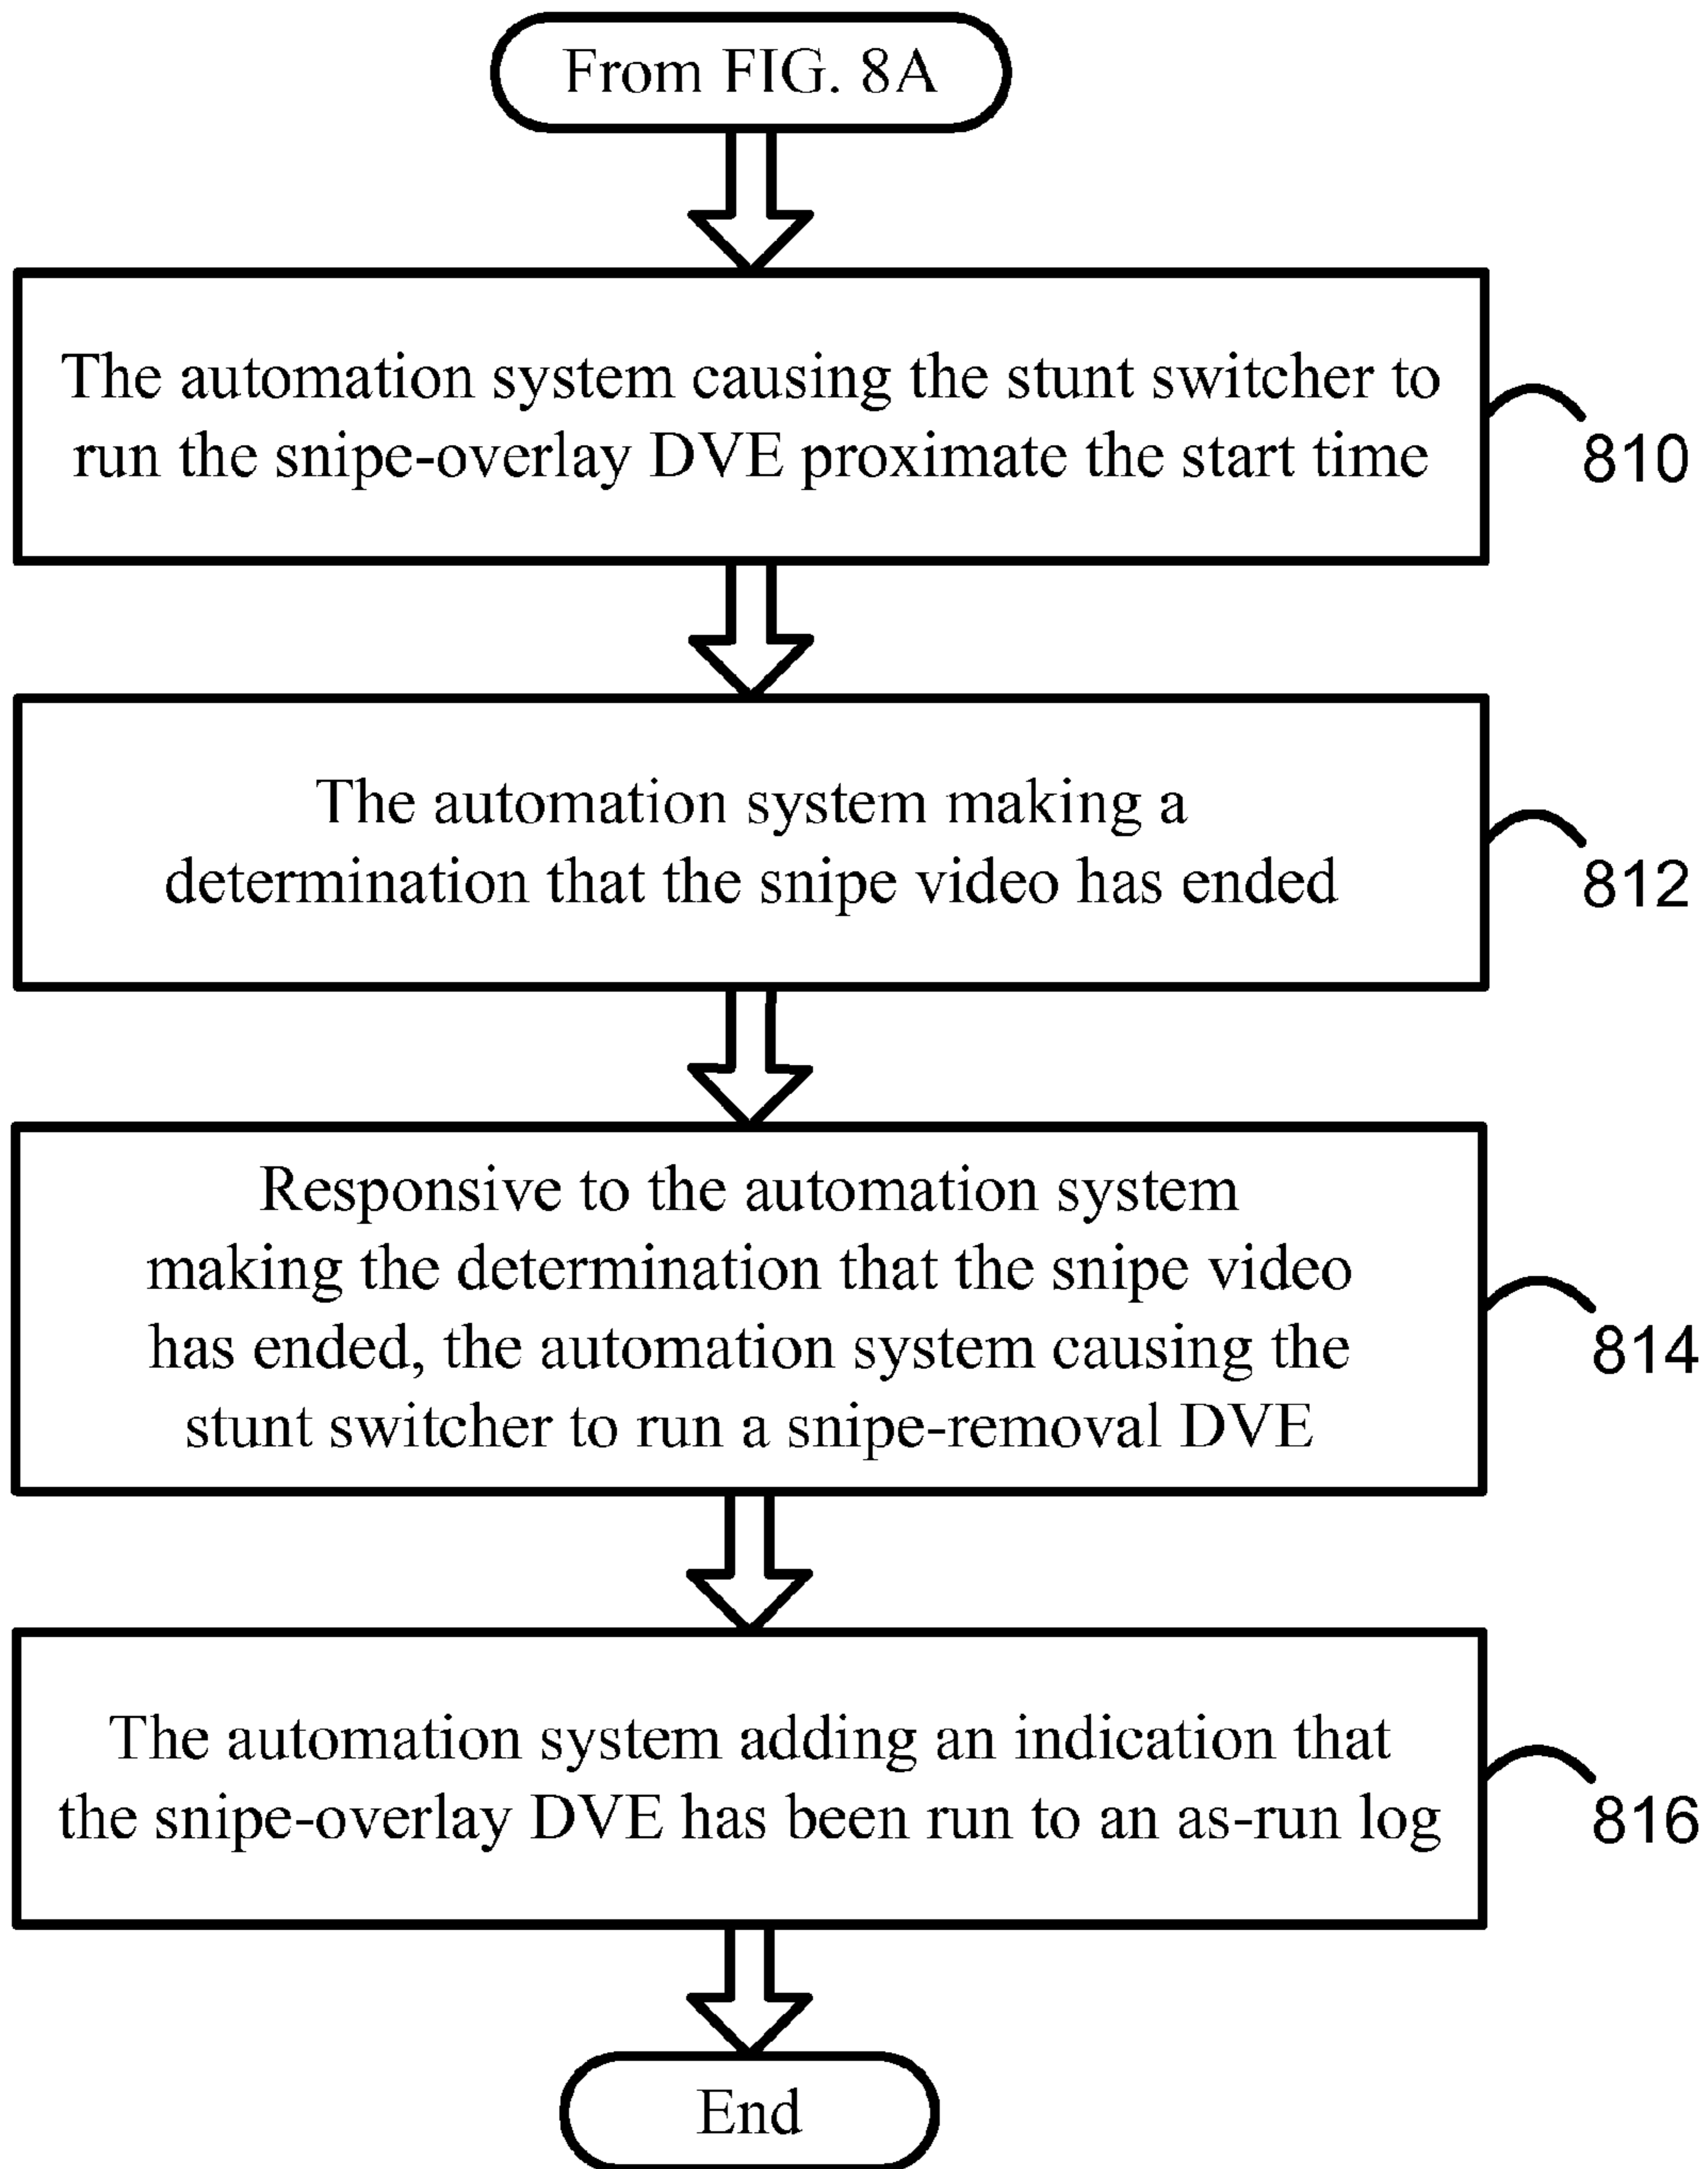 From FIG. 8A
The automation system causing the stunt switcher to
run the snipe-overlay DVE proximate the start time
810
The automation system making a
determination that the snipe video has ended
812
Responsive to the automation system
making the determination that the snipe video
has ended, the automation system causing the
stunt switcher to run a snipe-removal DVE
814
The automation system adding an indication that
the snipe-overlay DVE has been run to an as-run log
816
End